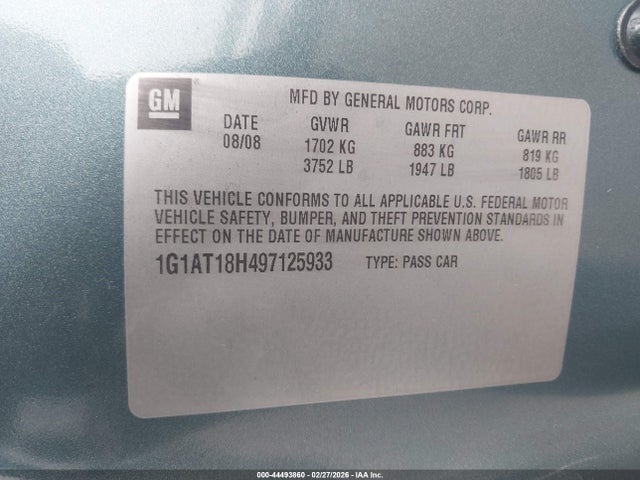 GM
MFD BY GENERAL MOTORS CORP.
DATE GVWR GAWR FRT GAWR RR
08/08 1702 KG 883 KG 819 KG
3752 LB 1947 LB 1805 LB
THIS VEHICLE CONFORMS TO ALL APPLICABLE U.S. FEDERAL MOTOR
VEHICLE SAFETY, BUMPER, AND THEFT PREVENTION STANDARDS IN
EFFECT ON THE DATE OF MANUFACTURE SHOWN ABOVE.
1G1AT18H497125933 TYPE: PASS CAR
000-44493860 - 02/27/2026 - IAA Inc.